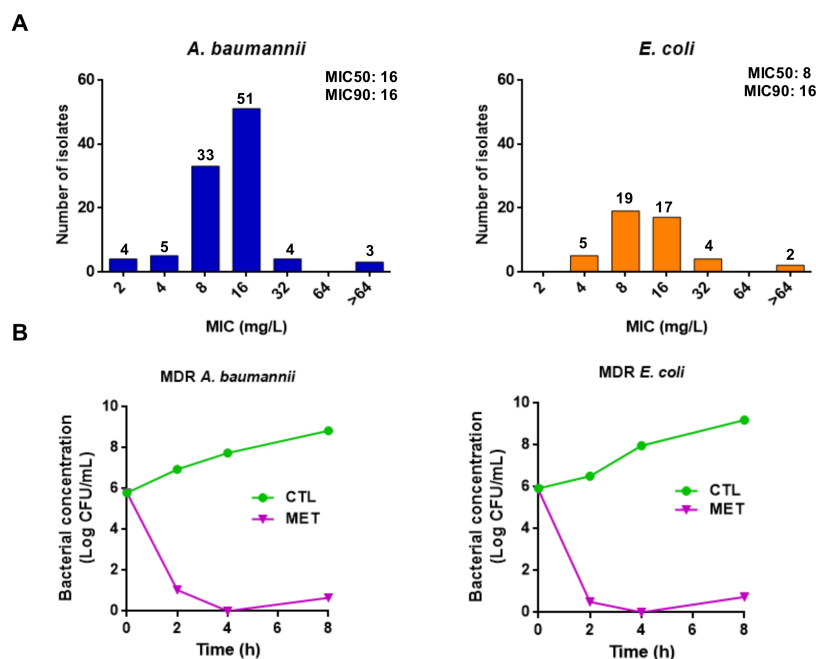 A
A. baumannii
MIC50: 16
MIC90: 16
Number of isolates
60
40
20
0
4
5
33
51
4
3
2
4
8
16
32
64
>64
MIC (mg/L)
E. coli
MIC50: 8
MIC90: 16
Number of isolates
60
40
20
0
5
19
17
4
2
2
4
8
16
32
64
>64
MIC (mg/L)
B
MDR A. baumannii
Bacterial concentration
(Log CFU/mL)
10
8
6
4
2
0
CTL
MET
0
2
4
6
8
Time (h)
MDR E. coli
Bacterial concentration
(Log CFU/mL)
10
8
6
4
2
0
CTL
MET
0
2
4
6
8
Time (h)